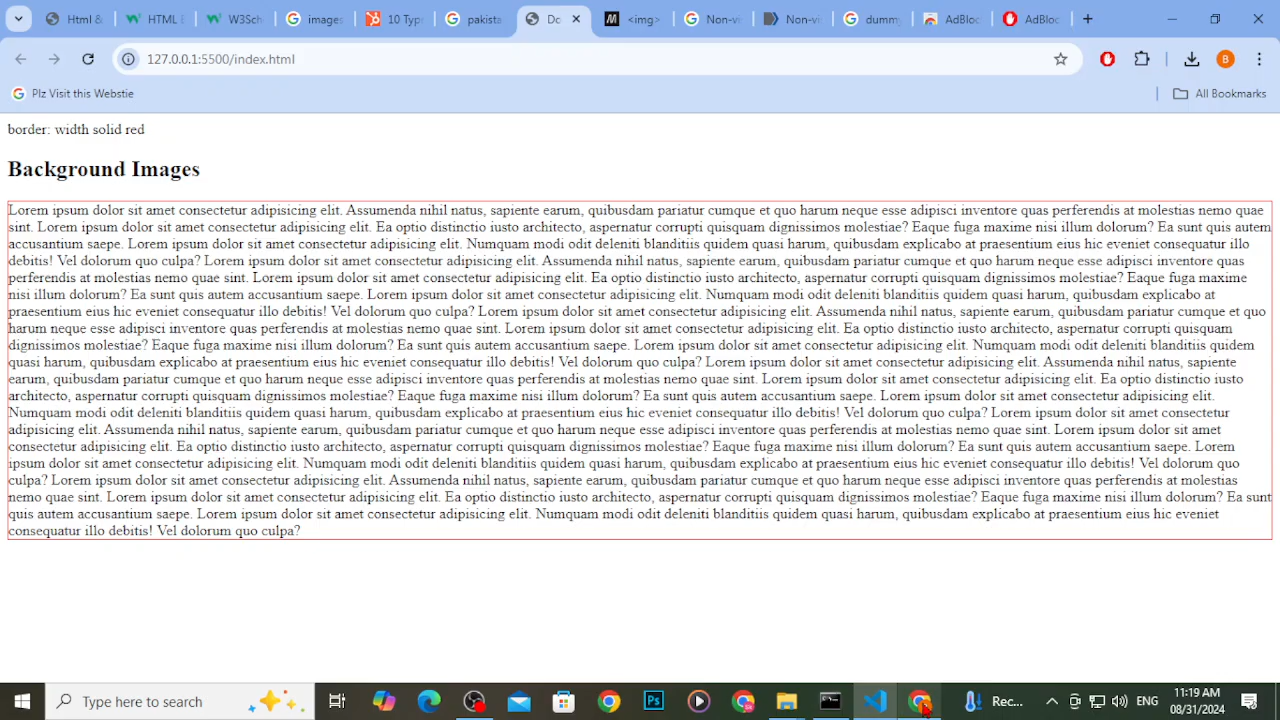 Html &
HTML E
W3Sch
images
10 Typ
pakista
Do
<img>
Non-v
Non-vi
dumm
AdBloc
AdBloc
127.0.0.1:5500/index.html
B
Plz Visit this Webstie
All Bookmarks
border: width solid red
Background Images
Lorem ipsum dolor sit amet consectetur adipisicing elit. Assumenda nihil natus, sapiente earum, quibusdam pariatur cumque et quo harum neque esse adipisci inventore quas perferendis at molestias nemo quae
sint. Lorem ipsum dolor sit amet consectetur adipisicing elit. Ea optio distinctio iusto architecto, aspernatur corrupti quisquam dignissimos molestiae? Eaque fuga maxime nisi illum dolorum? Ea sunt quis autem
accusantium saepe. Lorem ipsum dolor sit amet consectetur adipisicing elit. Numquam modi odit deleniti blanditiis quidem quasi harum, quibusdam explicabo at praesentium eius hic eveniet consequatur illo
debitis! Vel dolorum quo culpa? Lorem ipsum dolor sit amet consectetur adipisicing elit. Assumenda nihil natus, sapiente earum, quibusdam pariatur cumque et quo harum neque esse adipisci inventore quas
perferendis at molestias nemo quae sint. Lorem ipsum dolor sit amet consectetur adipisicing elit. Ea optio distinctio iusto architecto, aspernatur corrupti quisquam dignissimos molestiae? Eaque fuga maxime
nisi illum dolorum? Ea sunt quis autem accusantium saepe. Lorem ipsum dolor sit amet consectetur adipisicing elit. Numquam modi odit deleniti blanditiis quidem quasi harum, quibusdam explicabo at
praesentium eius hic eveniet consequatur illo debitis! Vel dolorum quo culpa? Lorem ipsum dolor sit amet consectetur adipisicing elit. Assumenda nihil natus, sapiente earum, quibusdam pariatur cumque et quo
harum neque esse adipisci inventore quas perferendis at molestias nemo quae sint. Lorem ipsum dolor sit amet consectetur adipisicing elit. Ea optio distinctio iusto architecto, aspernatur corrupti quisquam
dignissimos molestiae? Eaque fuga maxime nisi illum dolorum? Ea sunt quis autem accusantium saepe. Lorem ipsum dolor sit amet consectetur adipisicing elit. Numquam modi odit deleniti blanditiis quidem
quasi harum, quibusdam explicabo at praesentium eius hic eveniet consequatur illo debitis! Vel dolorum quo culpa? Lorem ipsum dolor sit amet consectetur adipisicing elit. Assumenda nihil natus, sapiente
earum, quibusdam pariatur cumque et quo harum neque esse adipisci inventore quas perferendis at molestias nemo quae sint. Lorem ipsum dolor sit amet consectetur adipisicing elit. Ea optio distinctio iusto
architecto, aspernatur corrupti quisquam dignissimos molestiae? Eaque fuga maxime nisi illum dolorum? Ea sunt quis autem accusantium saepe. Lorem ipsum dolor sit amet consectetur adipisicing elit.
Numquam modi odit deleniti blanditiis quidem quasi harum, quibusdam explicabo at praesentium eius hic eveniet consequatur illo debitis! Vel dolorum quo culpa? Lorem ipsum dolor sit amet consectetur
adipisicing elit. Assumenda nihil natus, sapiente earum, quibusdam pariatur cumque et quo harum neque esse adipisci inventore quas perferendis at molestias nemo quae sint. Lorem ipsum dolor sit amet
consectetur adipisicing elit. Ea optio distinctio iusto architecto, aspernatur corrupti quisquam dignissimos molestiae? Eaque fuga maxime nisi illum dolorum? Ea sunt quis autem accusantium saepe. Lorem
ipsum dolor sit amet consectetur adipisicing elit. Numquam modi odit deleniti blanditiis quidem quasi harum, quibusdam explicabo at praesentium eius hic eveniet consequatur illo debitis! Vel dolorum quo
culpa? Lorem ipsum dolor sit amet consectetur adipisicing elit. Assumenda nihil natus, sapiente earum, quibusdam pariatur cumque et quo harum neque esse adipisci inventore quas perferendis at molestias
nemo quae sint. Lorem ipsum dolor sit amet consectetur adipisicing elit. Ea optio distinctio iusto architecto, aspernatur corrupti quisquam dignissimos molestiae? Eaque fuga maxime nisi illum dolorum? Ea sunt
quis autem accusantium saepe. Lorem ipsum dolor sit amet consectetur adipisicing elit. Numquam modi odit deleniti blanditiis quidem quasi harum, quibusdam explicabo at praesentium eius hic eveniet
consequatur illo debitis! Vel dolorum quo culpa?
Type here to search
Ps
Rec...
ENG
11:19 AM
08/31/2024